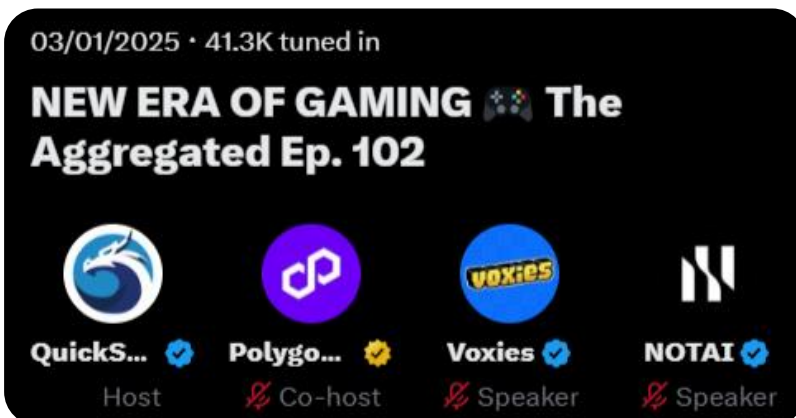 03/01/2025 · 41.3K tuned in
NEW ERA OF GAMING 🎮 The
Aggregated Ep. 102
voxies
QuickS... Polygo... Voxies NOTAI
Host Co-host Speaker Speaker